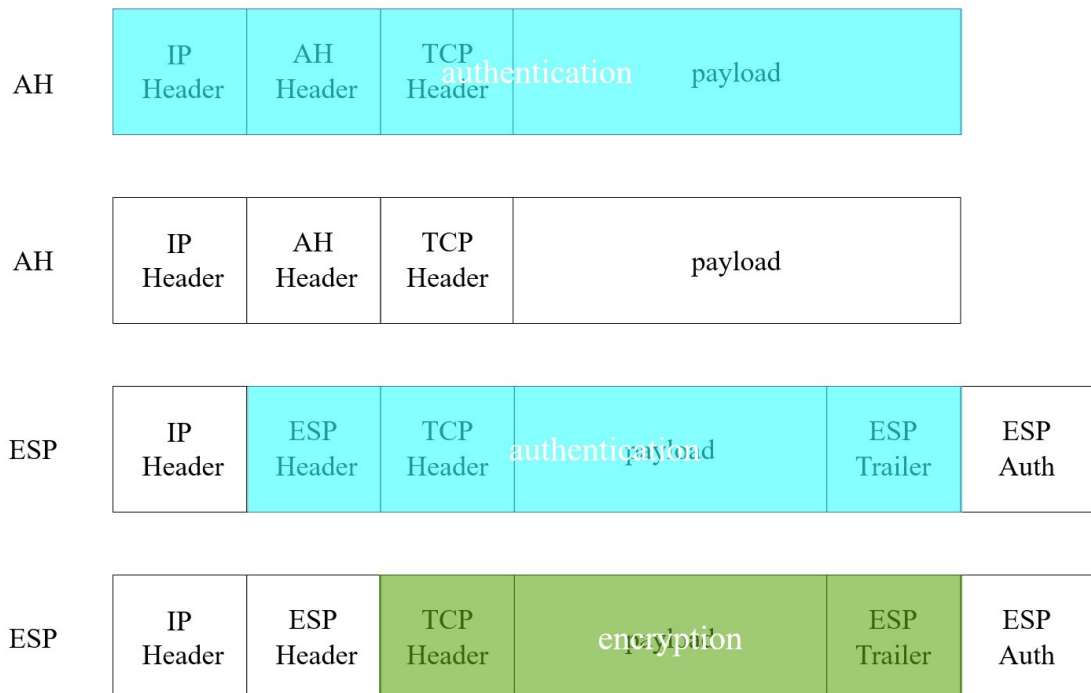 AH
IP Header
AH Header
TCP Header
authentication
payload
AH
IP Header
AH Header
TCP Header
payload
ESP
IP Header
ESP Header
TCP Header
authentication
payload
ESP Trailer
ESP Auth
ESP
IP Header
ESP Header
TCP Header
encryption
payload
ESP Trailer
ESP Auth